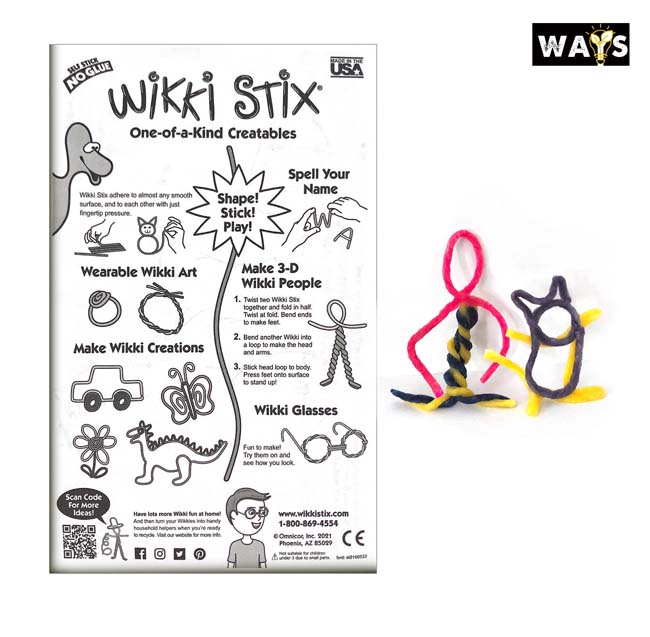 WAYS
SELF STICK
NO GLUE
MADE IN THE
USA
WIKKI STIX®
One-of-a-Kind Creatables
Wikki Stix adhere to almost any smooth
surface, and to each other with just
fingertip pressure.
Shape!
Stick!
Play!
Spell Your
Name
W
A
Wearable Wikki Art
Make 3-D
Wikki People
1. Twist two Wikki Stix
together and fold in half.
Twist at fold. Bend ends
to make feet.
2. Bend another Wikki into
a loop to make the head
and arms.
3. Stick head loop to body.
Press feet onto surface
to stand up!
Make Wikki Creations
Wikki Glasses
Fun to make!
Try them on and
see how you look.
Scan Code
For More
Ideas!
Have lots more Wikki fun at home!
And then turn your Wikkies into handy
household helpers when you're ready
to recycle. Visit our website for more info.
www.wikkistix.com
1-800-869-4554
© Omnicor, Inc. 2021
Phoenix, AZ 85029
CE
Not suitable for children
under 3 due to small parts.